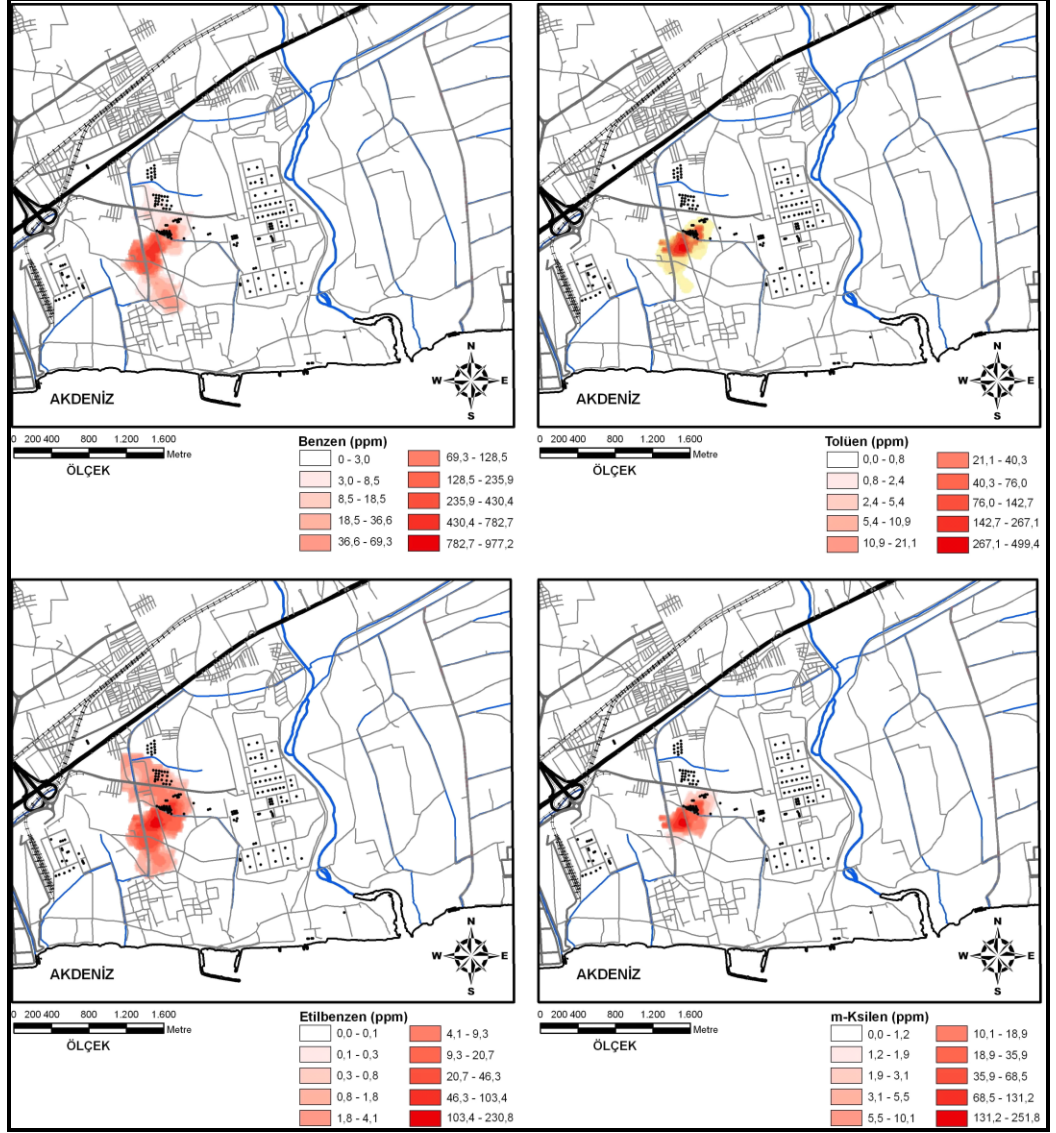 N
W E
S
AKDENİZ
0 200 400 800 1.200 1.600
Metre
ÖLÇEK
Benzen (ppm)
0 - 3,0
3,0 - 8,5
8,5 - 18,5
18,5 - 36,6
36,6 - 69,3
69,3 - 128,5
128,5 - 235,9
235,9 - 430,4
430,4 - 782,7
782,7 - 977,2
N
W E
S
AKDENİZ
0 200 400 800 1.200 1.600
Metre
ÖLÇEK
Tolüen (ppm)
0,0 - 0,8
0,8 - 2,4
2,4 - 5,4
5,4 - 10,9
10,9 - 21,1
21,1 - 40,3
40,3 - 76,0
76,0 - 142,7
142,7 - 267,1
267,1 - 499,4
N
W E
S
AKDENİZ
0 200 400 800 1.200 1.600
Metre
ÖLÇEK
Etilbenzen (ppm)
0,0 - 0,1
0,1 - 0,3
0,3 - 0,8
0,8 - 1,8
1,8 - 4,1
4,1 - 9,3
9,3 - 20,7
20,7 - 46,3
46,3 - 103,4
103,4 - 230,8
N
W E
S
AKDENİZ
0 200 400 800 1.200 1.600
Metre
ÖLÇEK
m-Ksilen (ppm)
0,0 - 1,2
1,2 - 1,9
1,9 - 3,1
3,1 - 5,5
5,5 - 10,1
10,1 - 18,9
18,9 - 35,9
35,9 - 68,5
68,5 - 131,2
131,2 - 251,8